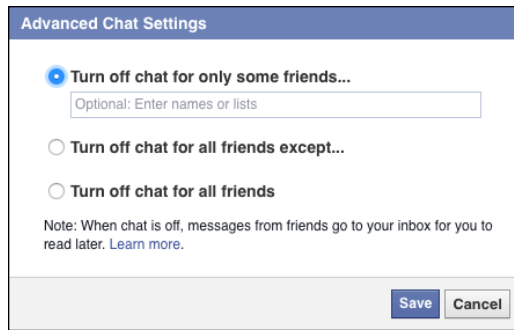 Advanced Chat Settings
Turn off chat for only some friends...
Optional: Enter names or lists
Turn off chat for all friends except...
Turn off chat for all friends
Note: When chat is off, messages from friends go to your inbox for you to
read later. Learn more.
Save Cancel